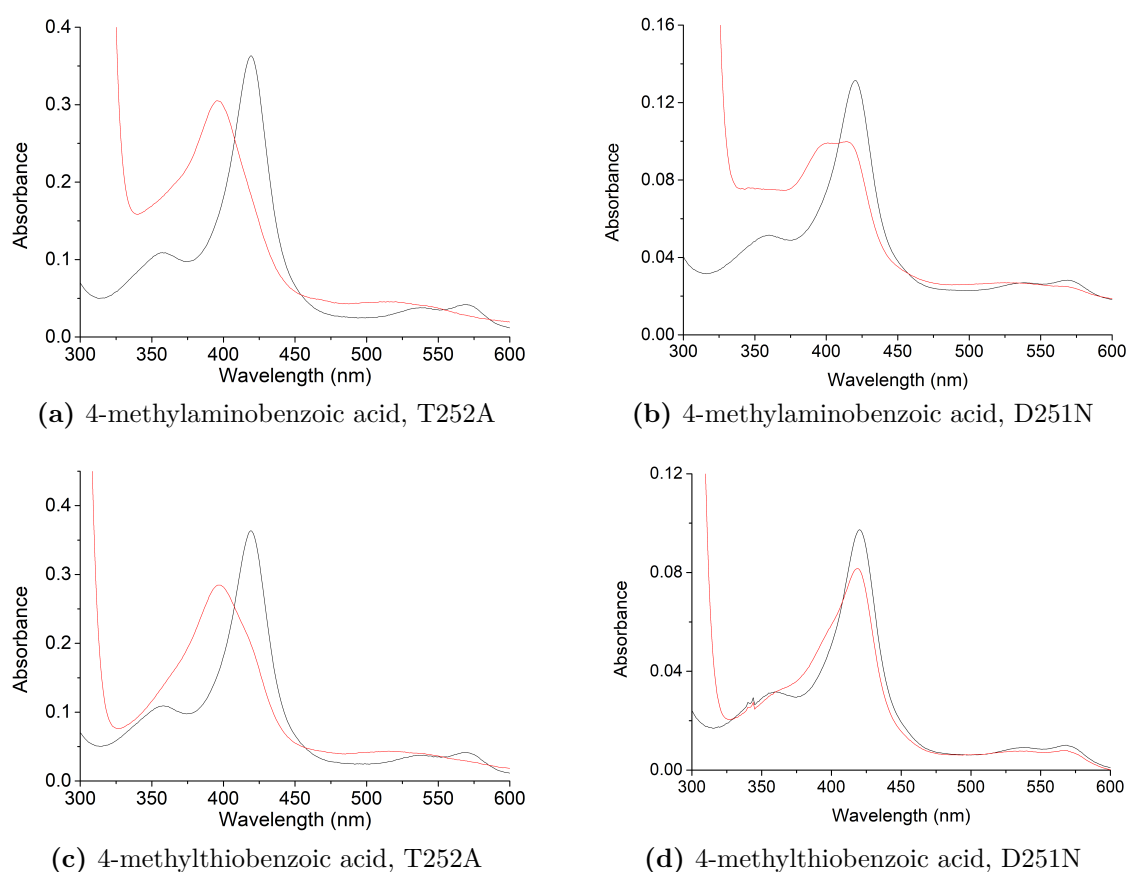 0.4
0.3
0.2
0.1
0.0
300 350 400 450 500 550 600
Absorbance
Wavelength (nm)
(a) 4-methylaminobenzoic acid, T252A
0.16
0.12
0.08
0.04
0.00
300 350 400 450 500 550 600
Absorbance
Wavelength (nm)
(b) 4-methylaminobenzoic acid, D251N
0.4
0.3
0.2
0.1
0.0
300 350 400 450 500 550 600
Absorbance
Wavelength (nm)
(c) 4-methylthiobenzoic acid, T252A
0.12
0.08
0.04
0.00
300 350 400 450 500 550 600
Absorbance
Wavelength (nm)
(d) 4-methylthiobenzoic acid, D251N